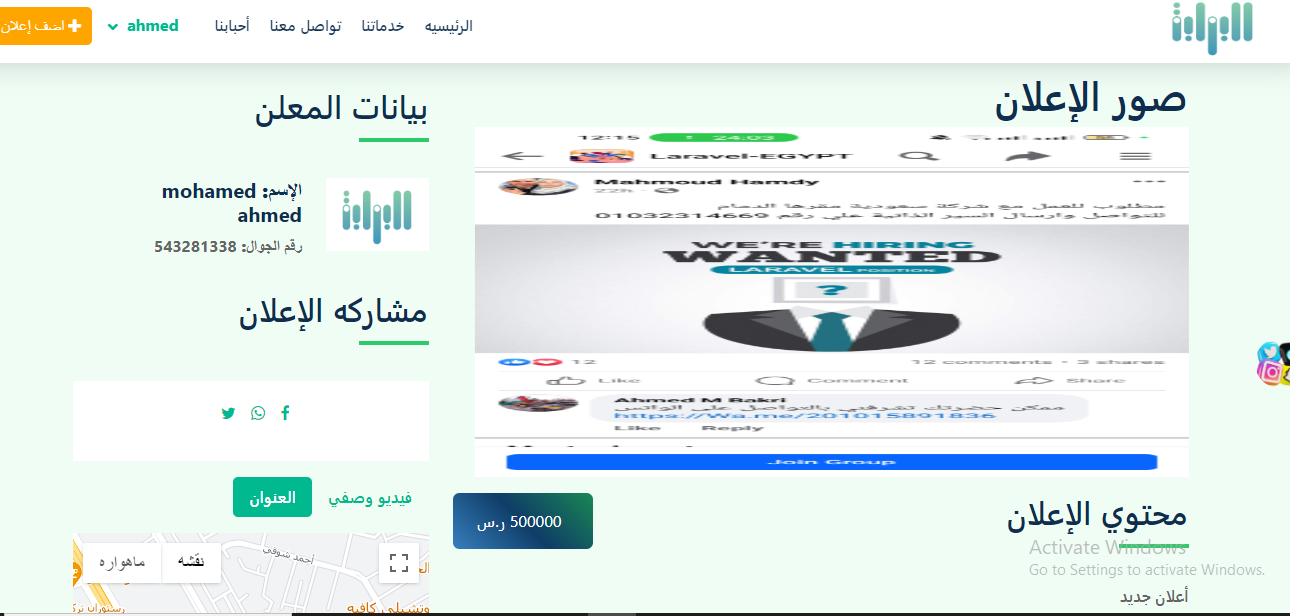 الرئيسيه
خدماتنا
تواصل معنا
أحبابنا
ahmed
اضف إعلان
صور الإعلان
12:15
24:03
Laravel-EGYPT
Mahmoud Hamdy
22h
مطلوب للعمل مع شركة سعودية مقرها الدمام
للتواصل وارسال السير الذاتية علي رقم 01032314669
WE'RE HIRING
WANTED
LARAVEL POSITION
?
12
12 comments • 3 shares
Like
Comment
Share
Ahmed M Bakri
ممكن حضرتك تشرفني بالتواصل علي الواتس
https://Wa.me/201015891836
Like Reply
Join Group
محتوي الإعلان
500000 ر.س
أعلان جديد
بيانات المعلن
الإسم: mohamed
ahmed
رقم الجوال: 543281338
مشاركه الإعلان
فيديو وصفي
العنوان
نقشه
ماهواره
أحمد شوقي
وتشيلي كافيه
Activate Windows
Go to Settings to activate Windows.